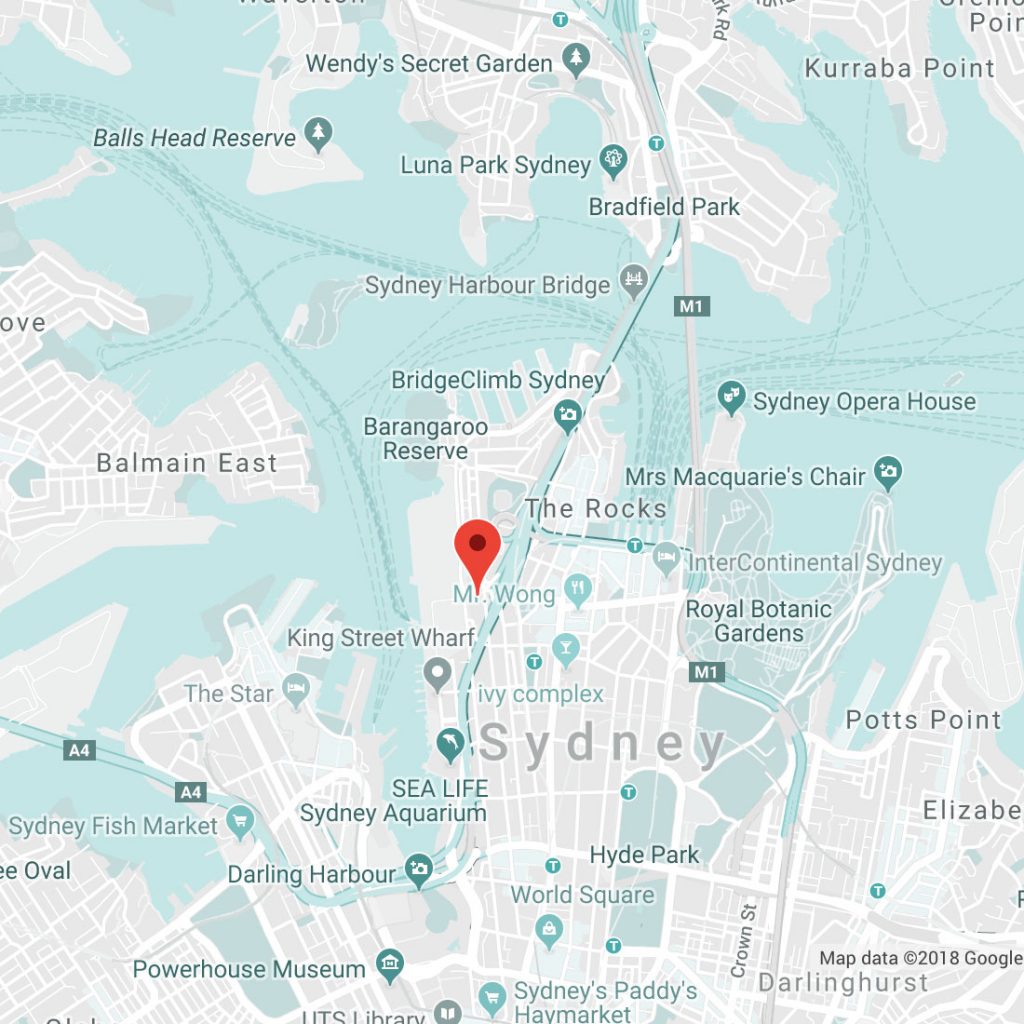 Waverton
Wendy's Secret Garden
Kurraba Point
Balls Head Reserve
T
T
Luna Park Sydney
Bradfield Park
Sydney Harbour Bridge
M1
BridgeClimb Sydney
Sydney Opera House
Barangaroo
Reserve
Balmain East
Mrs Macquarie's Chair
The Rocks
T
InterContinental Sydney
Mr. Wong
Royal Botanic
Gardens
King Street Wharf
T
M1
The Star
ivy complex
Potts Point
Sydney
A4
SEA LIFE
Sydney Aquarium
A4
T
Sydney Fish Market
Hyde Park
T
Darling Harbour
ee Oval
World Square
T
Crown St
T
Map data ©2018 Google
Powerhouse Museum
Darlinghurst
Sydney's Paddy's
Haymarket
UTS Library